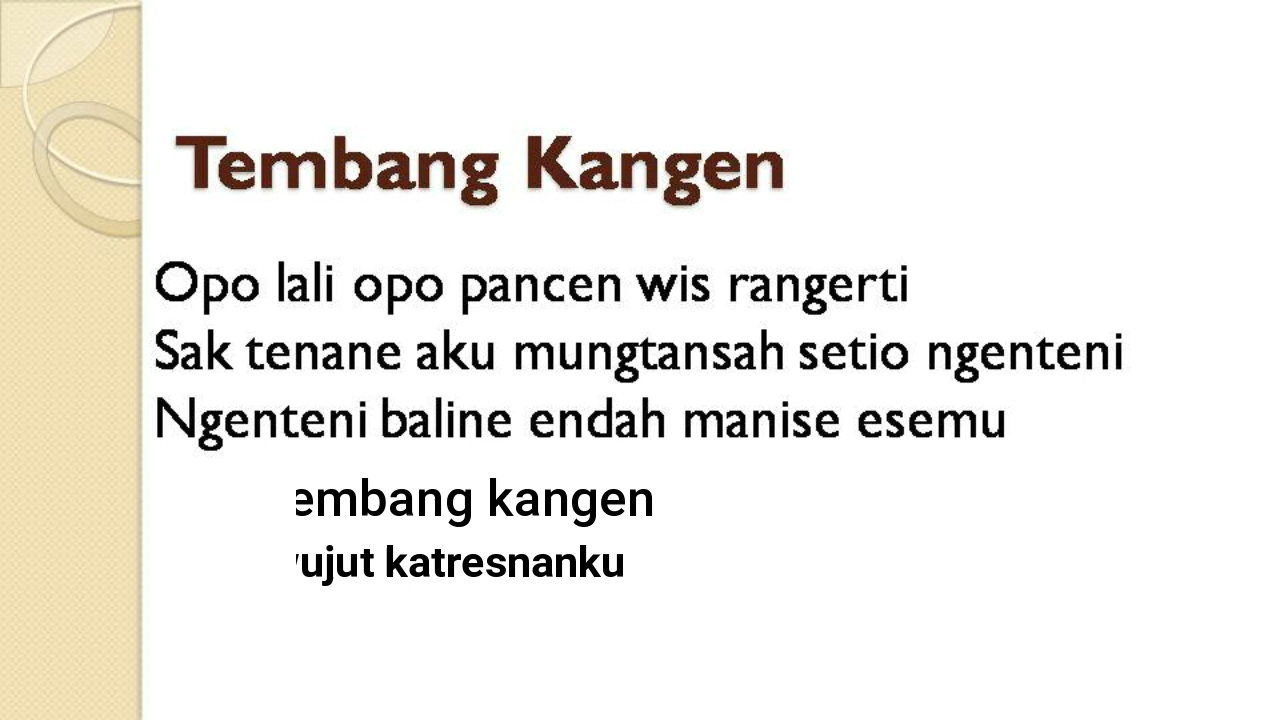 Tembang Kangen
Opo lali opo pancen wis rangerti
Sak tenane aku mungtansah setio ngenteni
Ngenteni baline endah manise esemu
embang kangen
ujut katresnanku